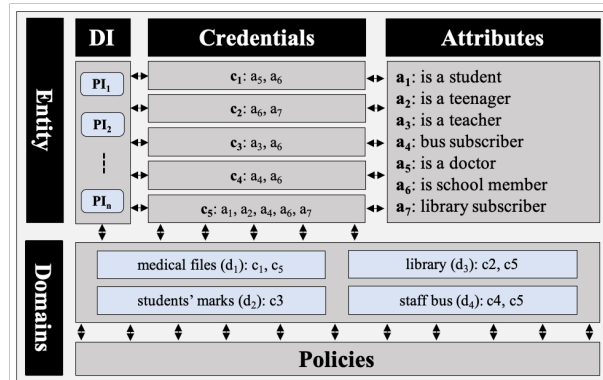 DI
Credentials
Attributes
Entity
PI1
PI2
PIn
c1: a5, a6
c2: a6, a7
c3: a3, a6
c4: a4, a6
c5: a1, a2, a4, a6, a7
a1: is a student
a2: is a teenager
a3: is a teacher
a4: bus subscriber
a5: is a doctor
a6: is school member
a7: library subscriber
Domains
medical files (d1): c1, c5
library (d3): c2, c5
students' marks (d2): c3
staff bus (d4): c4, c5
Policies